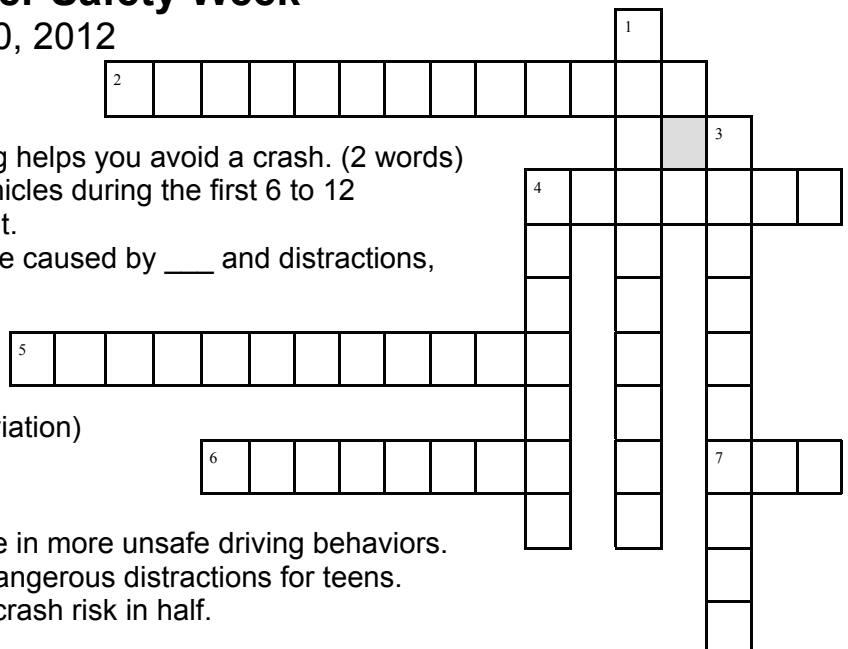 er Safety Week
0, 2012
1
2
g helps you avoid a crash. (2 words)
3
hicles during the first 6 to 12
4
t.
e caused by ___ and distractions,
5
iation)
6
7
e in more unsafe driving behaviors.
angerous distractions for teens.
crash risk in half.